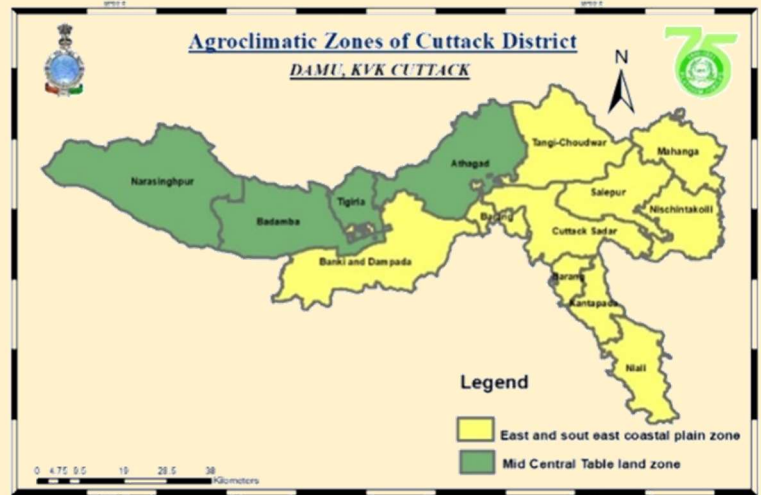 Agroclimatic Zones of Cuttack District
DAMU, KVK CUTTACK
N
75
Tangi-Choudwar
Mahanga
Athagad
Narasinghpur
Salepur
Tigiria
Nischintakoili
Badamba
Cuttack Sadar
Banki and Dampada
Barang
Kantapada
Niali
Legend
East and sout east coastal plain zone
Mid Central Table land zone
0 4.75 9.5 19 28.5 38
Kilometers